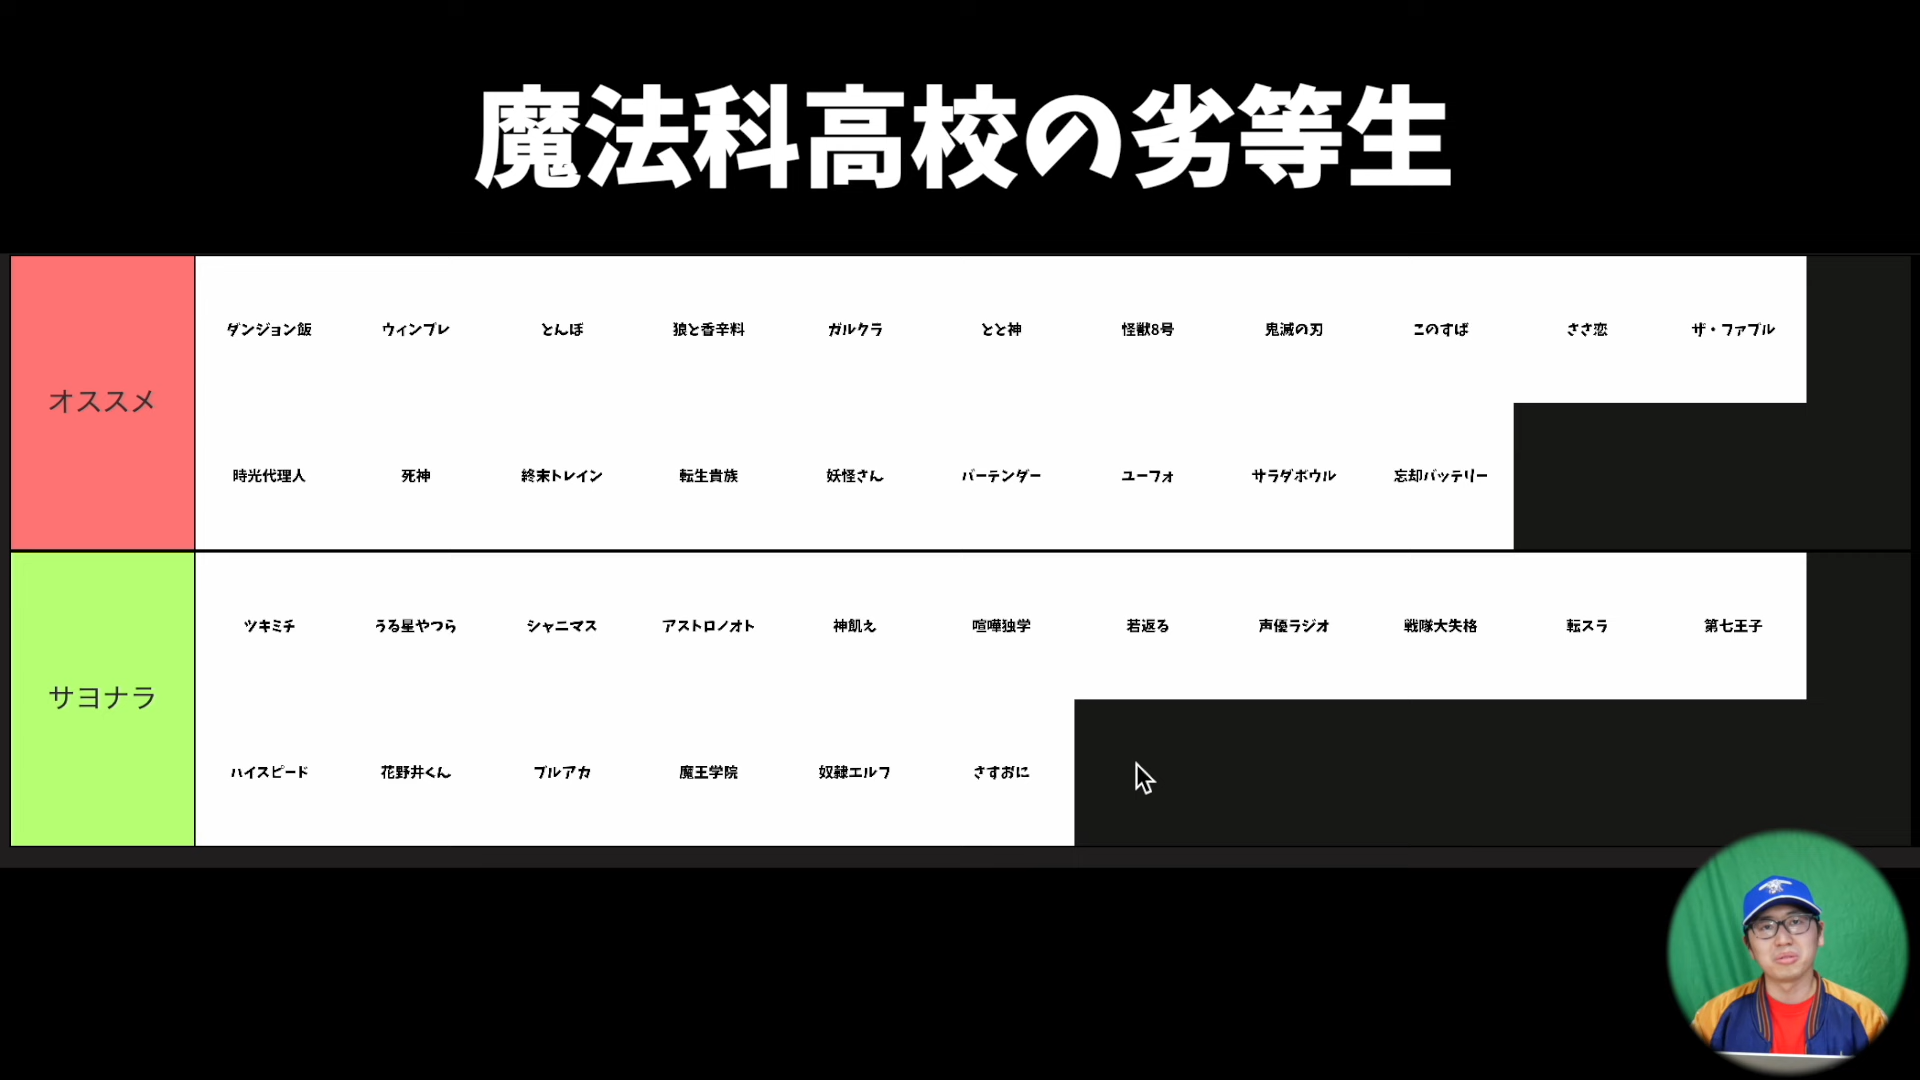 魔法科高校の劣等生
オススメ
ダンジョン飯 ウィンブレ とんぼ 狼と香辛料 ガルクラ とと神 怪獣8号 鬼滅の刃 このすば ささ恋 ザ・ファブル
時光代理人 死神 終末トレイン 転生貴族 妖怪さん バーテンダー ユーフォ サラダボウル 忘却バッテリー
サヨナラ
ツキミチ うる星やつら シャニマス アストロノオト 神飢え 喧嘩独学 若返る 声優ラジオ 戦隊大失格 転スラ 第七王子
ハイスピード 花野井くん ブルアカ 魔王学院 奴隷エルフ さすおに